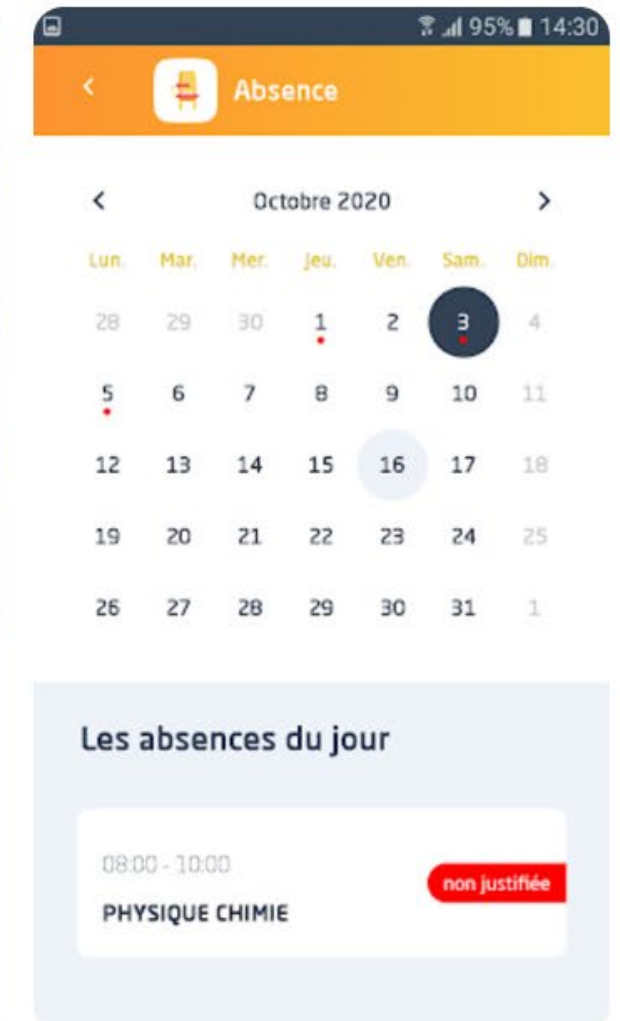 95% 14:30
Absence
Octobre 2020
Lun. Mar. Mer. Jeu. Ven. Sam. Dim.
28 29 30 1 2 3 4
5 6 7 8 9 10 11
12 13 14 15 16 17 18
19 20 21 22 23 24 25
26 27 28 29 30 31 1
Les absences du jour
08:00 - 10:00
non justifiée
PHYSIQUE CHIMIE